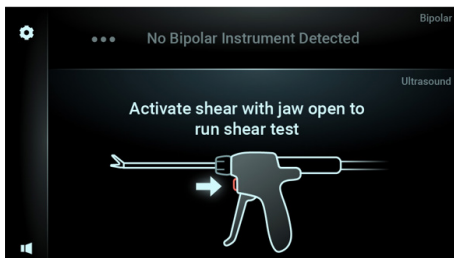 Bipolar
No Bipolar Instrument Detected
Ultrasound
Activate shear with jaw open to
run shear test